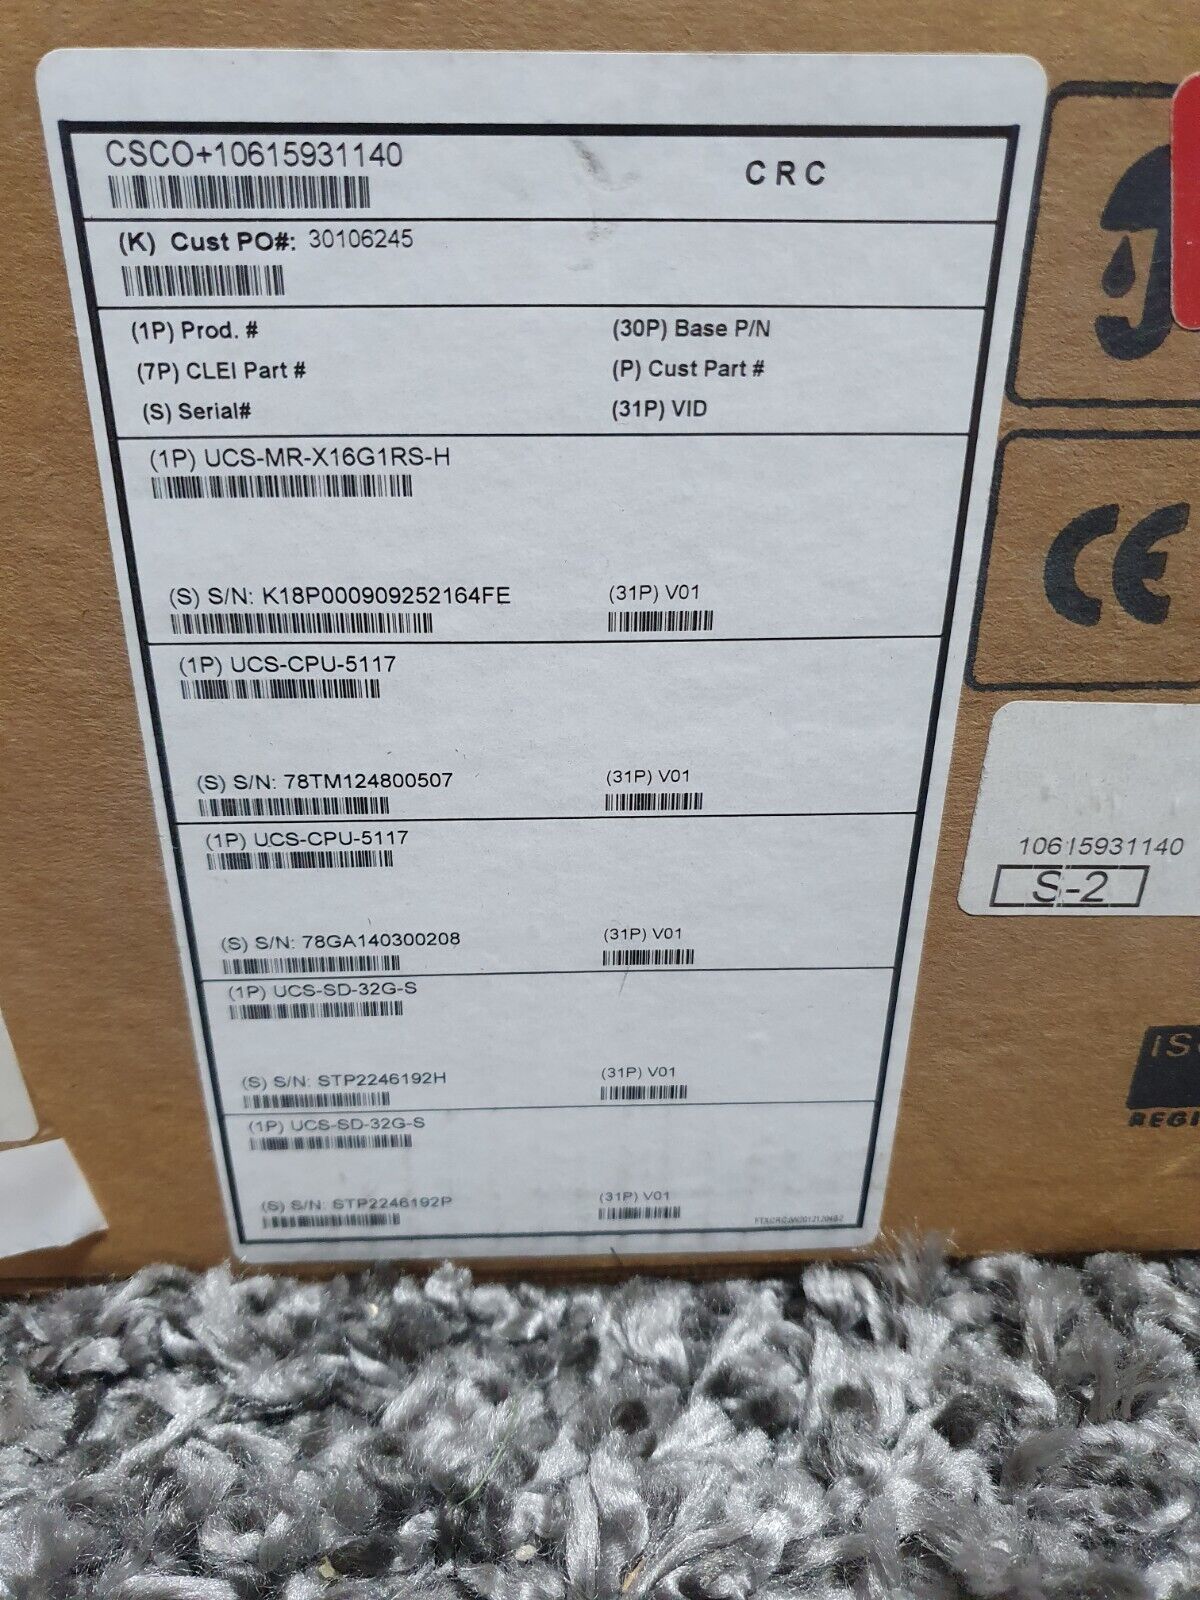 CSCO+10615931140
CRC
(K) Cust PO#: 30106245
(1P) Prod. #
(30P) Base P/N
(7P) CLEI Part #
(P) Cust Part #
(S) Serial#
(31P) VID
(1P) UCS-MR-X16G1RS-H
(S) S/N: K18P000909252164FE
(31P) V01
(1P) UCS-CPU-5117
(S) S/N: 78TM124800507
(31P) V01
(1P) UCS-CPU-5117
(S) S/N: 78GA140300208
(31P) V01
(1P) UCS-SD-32G-S
(S) S/N: STP2246192H
(31P) V01
(1P) UCS-SD-32G-S
(S) S/N: STP2246192P
(31P) V01
CE
10615931140
S-2